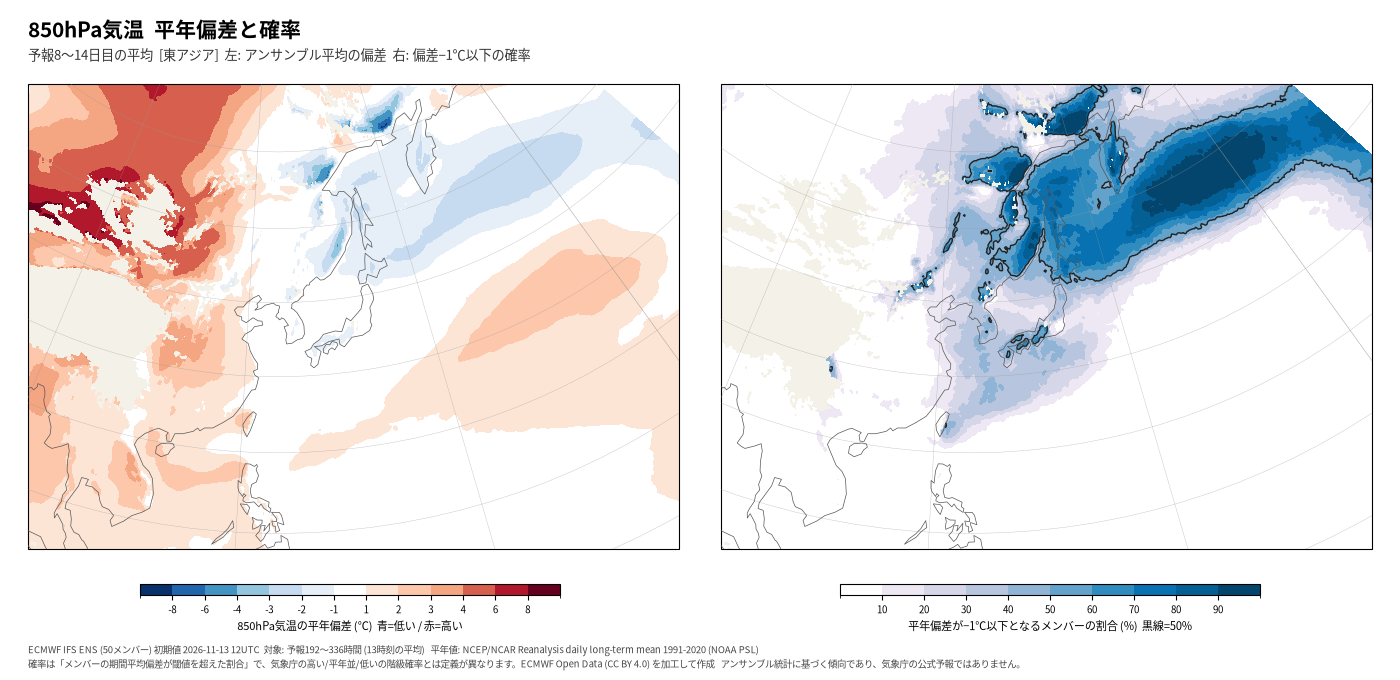 850hPa気温 平年偏差と確率
予報8～14日目の平均 [東アジア] 左: アンサンブル平均の偏差 右: 偏差−1℃以下の確率
-8 -6 -4 -3 -2 -1 1 2 3 4 6 8
850hPa気温の平年偏差 (℃) 青=低い / 赤=高い
10 20 30 40 50 60 70 80 90
平年偏差が−1℃以下となるメンバーの割合 (%) 黒線=50%
ECMWF IFS ENS (50メンバー) 初期値 2026-11-13 12UTC 対象: 予報192～336時間 (13時刻の平均) 平年値: NCEP/NCAR Reanalysis daily long-term mean 1991-2020 (NOAA PSL)
確率は「メンバーの期間平均偏差が閾値を超えた割合」で、気象庁の高い/平年並/低いの階級確率とは定義が異なります。ECMWF Open Data (CC BY 4.0) を加工して作成 アンサンブル統計に基づく傾向であり、気象庁の公式予報ではありません。